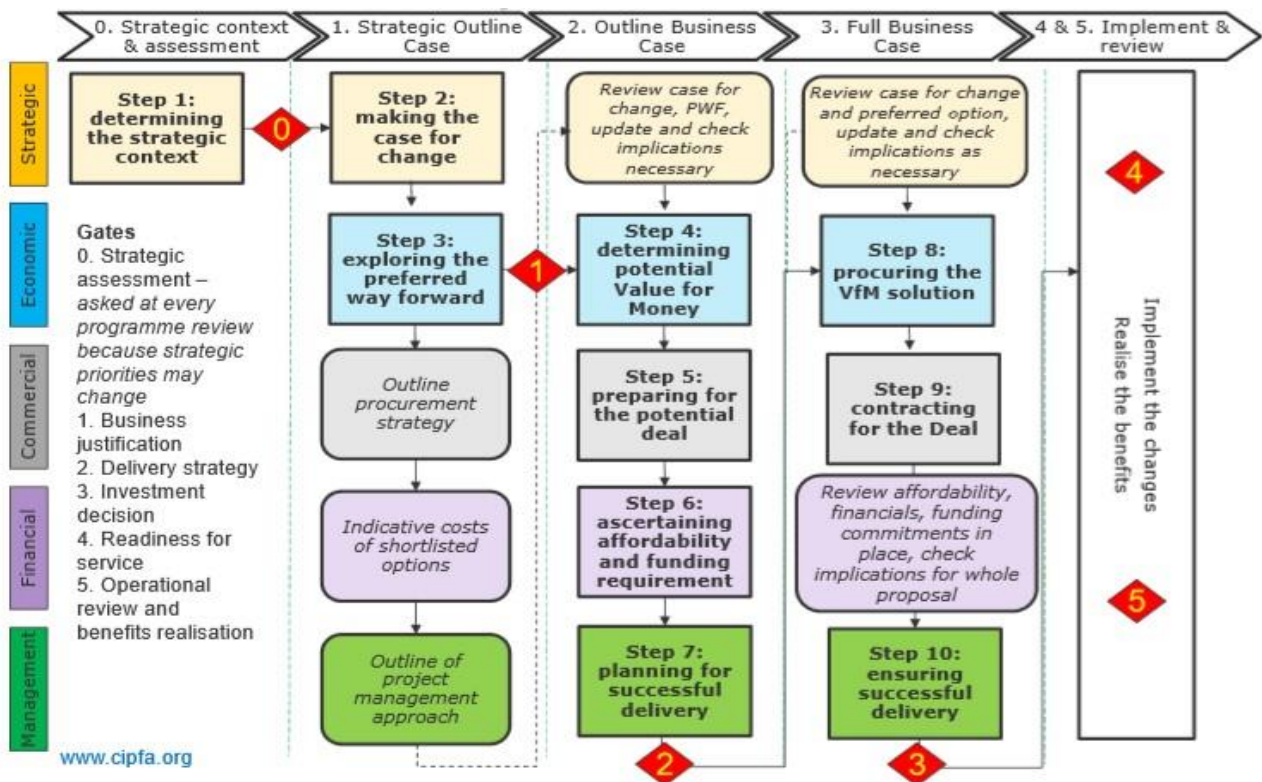 0. Strategic context
& assessment
1. Strategic Outline
Case
2. Outline Business
Case
3. Full Business
Case
4 & 5. Implement &
review
Strategic
Step 1:
determining
the strategic
context
0
Step 2:
making the
case for
change
Review case for
change, PWF,
update and check
implications
necessary
Review case for change
and preferred option,
update and check
implications as
necessary
4
Economic
Gates
0. Strategic
assessment –
asked at every
programme review
because strategic
priorities may
change
1. Business
justification
2. Delivery strategy
3. Investment
decision
4. Readiness for
service
5. Operational
review and
benefits realisation
Step 3:
exploring the
preferred
way forward
1
Step 4:
determining
potential
Value for
Money
Step 8:
procuring the
VfM solution
Implement the changes
Realise the benefits
Commercial
Outline
procurement
strategy
Step 5:
preparing for
the potential
deal
Step 9:
contracting
for the Deal
Financial
Indicative costs
of shortlisted
options
Step 6:
ascertaining
affordability
and funding
requirement
Review affordability,
financials, funding
commitments in
place, check
implications for whole
proposal
5
Management
Outline of
project
management
approach
Step 7:
planning for
successful
delivery
Step 10:
ensuring
successful
delivery
www.cipfa.org
2
3